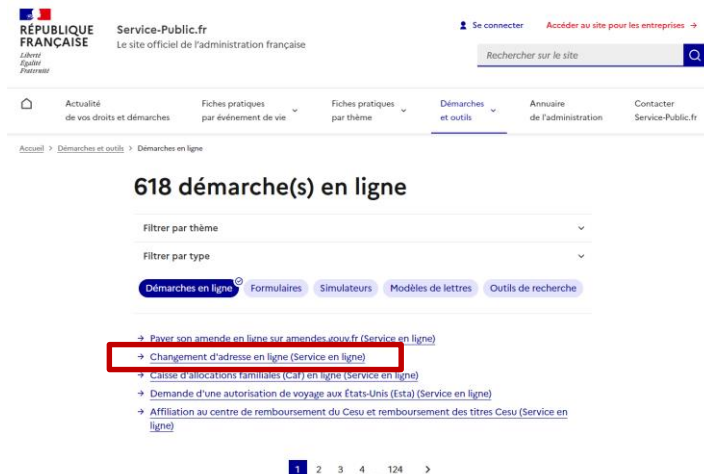 RÉPUBLIQUE
FRANÇAISE
Liberté
Égalité
Fraternité
Service-Public.fr
Le site officiel de l'administration française
Se connecter
Accéder au site pour les entreprises →
Rechercher sur le site
Actualité
de vos droits et démarches
Fiches pratiques
par événement de vie
Fiches pratiques
par thème
Démarches
et outils
Annuaire
de l'administration
Contacter
Service-Public.fr
Accueil > Démarches et outils > Démarches en ligne
618 démarche(s) en ligne
Filtrer par thème
Filtrer par type
Démarches en ligne
Formulaires
Simulateurs
Modèles de lettres
Outils de recherche
→ Payer son amende en ligne sur amendes.gouv.fr (Service en ligne)
→ Changement d'adresse en ligne (Service en ligne)
→ Caisse d'allocations familiales (Caf) en ligne (Service en ligne)
→ Demande d'une autorisation de voyage aux États-Unis (Esta) (Service en ligne)
→ Affiliation au centre de remboursement du Cesu et remboursement des titres Cesu (Service en
ligne)
1 2 3 4 124 >